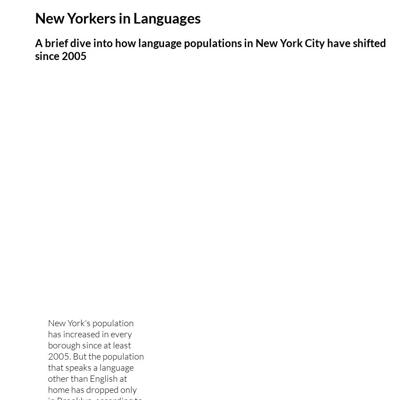 New Yorkers in Languages
A brief dive into how language populations in New York City have shifted
since 2005
New York's population
has increased in every
borough since at least
2005. But the population
that speaks a language
other than English at
home has dropped only
in Brooklyn, according to